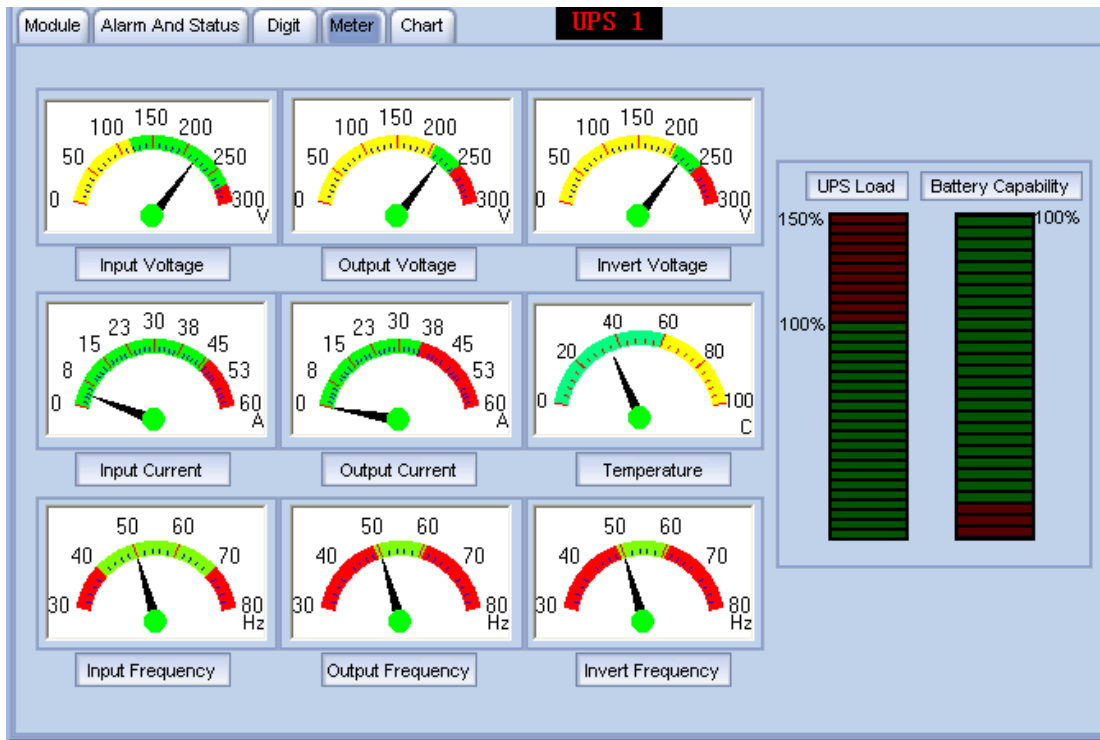 Module Alarm And Status Digit Meter Chart UPS 1
0 50 100 150 200 250 300 V
Input Voltage
0 50 100 150 200 250 300 V
Output Voltage
0 50 100 150 200 250 300 V
Invert Voltage
0 8 15 23 30 38 45 53 60 A
Input Current
0 8 15 23 30 38 45 53 60 A
Output Current
0 20 40 60 80 100 C
Temperature
30 40 50 60 70 80 Hz
Input Frequency
30 40 50 60 70 80 Hz
Output Frequency
30 40 50 60 70 80 Hz
Invert Frequency
UPS Load
150%
100%
Battery Capability
100%